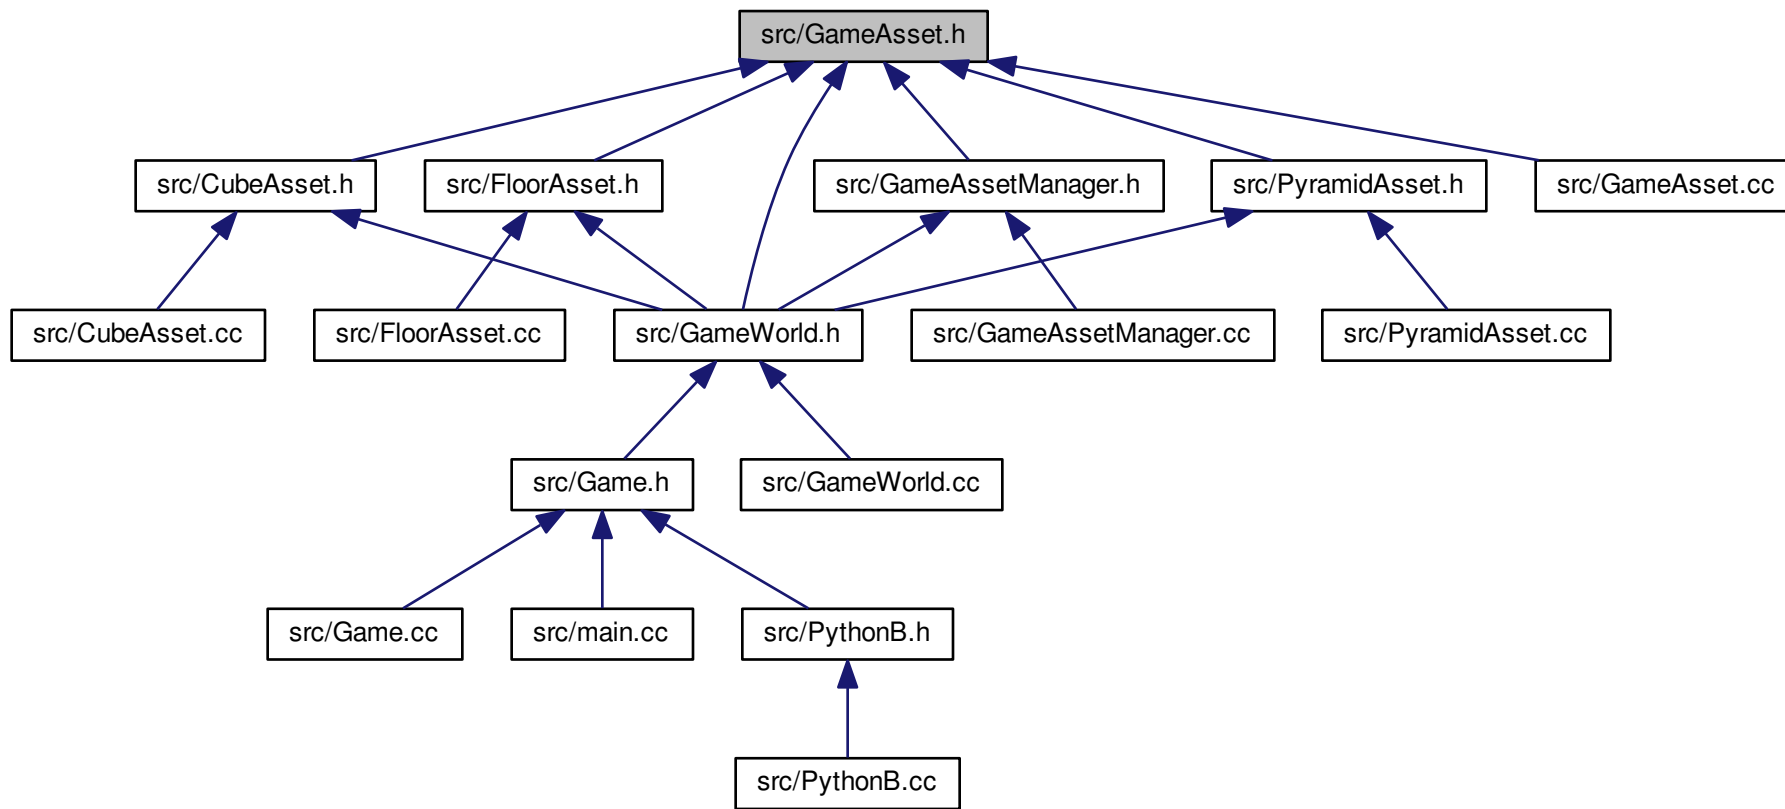 src/GameAsset.h
src/CubeAsset.h
src/FloorAsset.h
src/GameAssetManager.h
src/PyramidAsset.h
src/GameAsset.cc
src/CubeAsset.cc
src/FloorAsset.cc
src/GameWorld.h
src/GameAssetManager.cc
src/PyramidAsset.cc
src/Game.h
src/GameWorld.cc
src/Game.cc
src/main.cc
src/PythonB.h
src/PythonB.cc